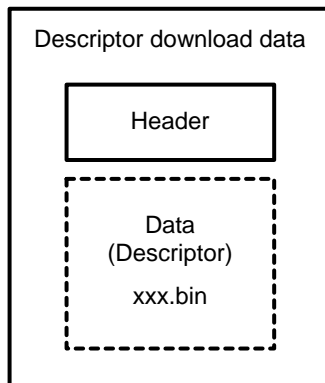 Descriptor download data
Header
Data
(Descriptor)
xxx.bin